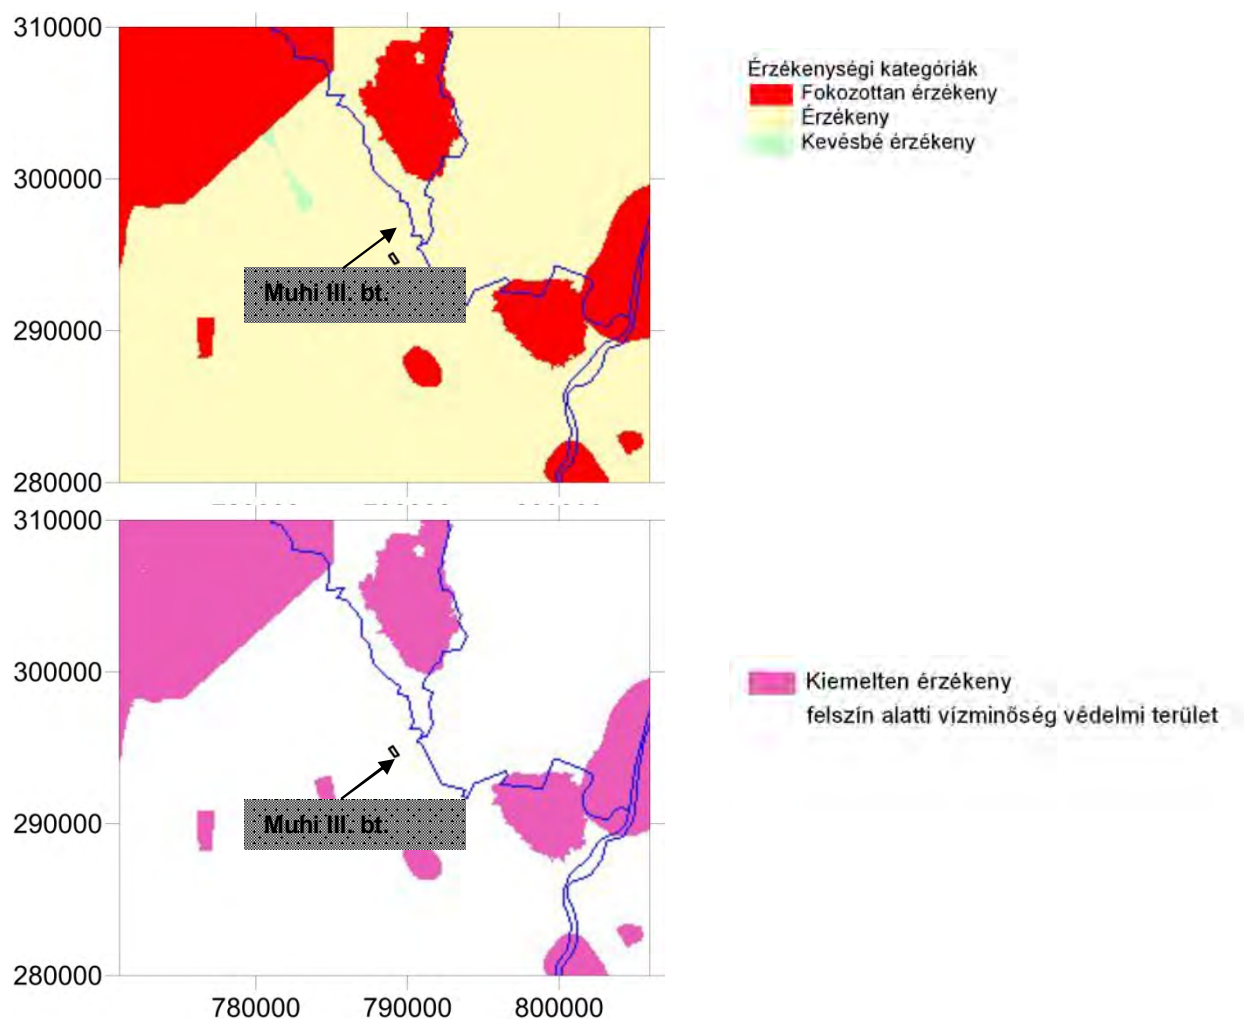 310000
Érzékenységi kategóriák
Fokozottan érzékeny
Érzékeny
Kevésbé érzékeny
300000
Muhi III. bt.
290000
280000
310000
300000
Kiemelten érzékeny
felszín alatti vízminőség védelmi terület
Muhi III. bt.
290000
280000
780000 790000 800000